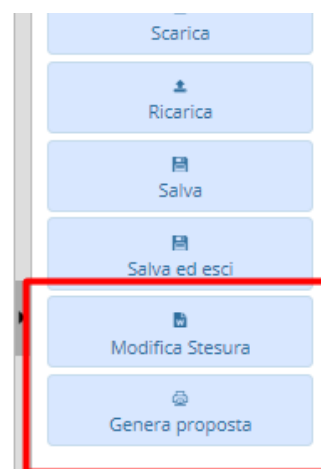 Scarica
Ricarica
Salva
Salva ed esci
Modifica Stesura
Genera proposta